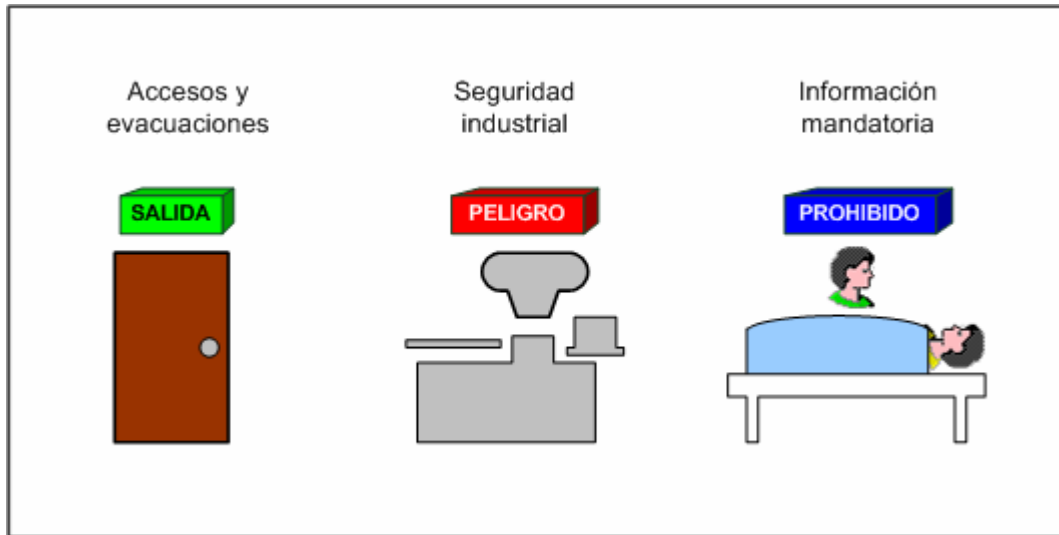 Accesos y
evacuaciones
SALIDA
Seguridad
industrial
PELIGRO
Información
mandatoria
PROHIBIDO